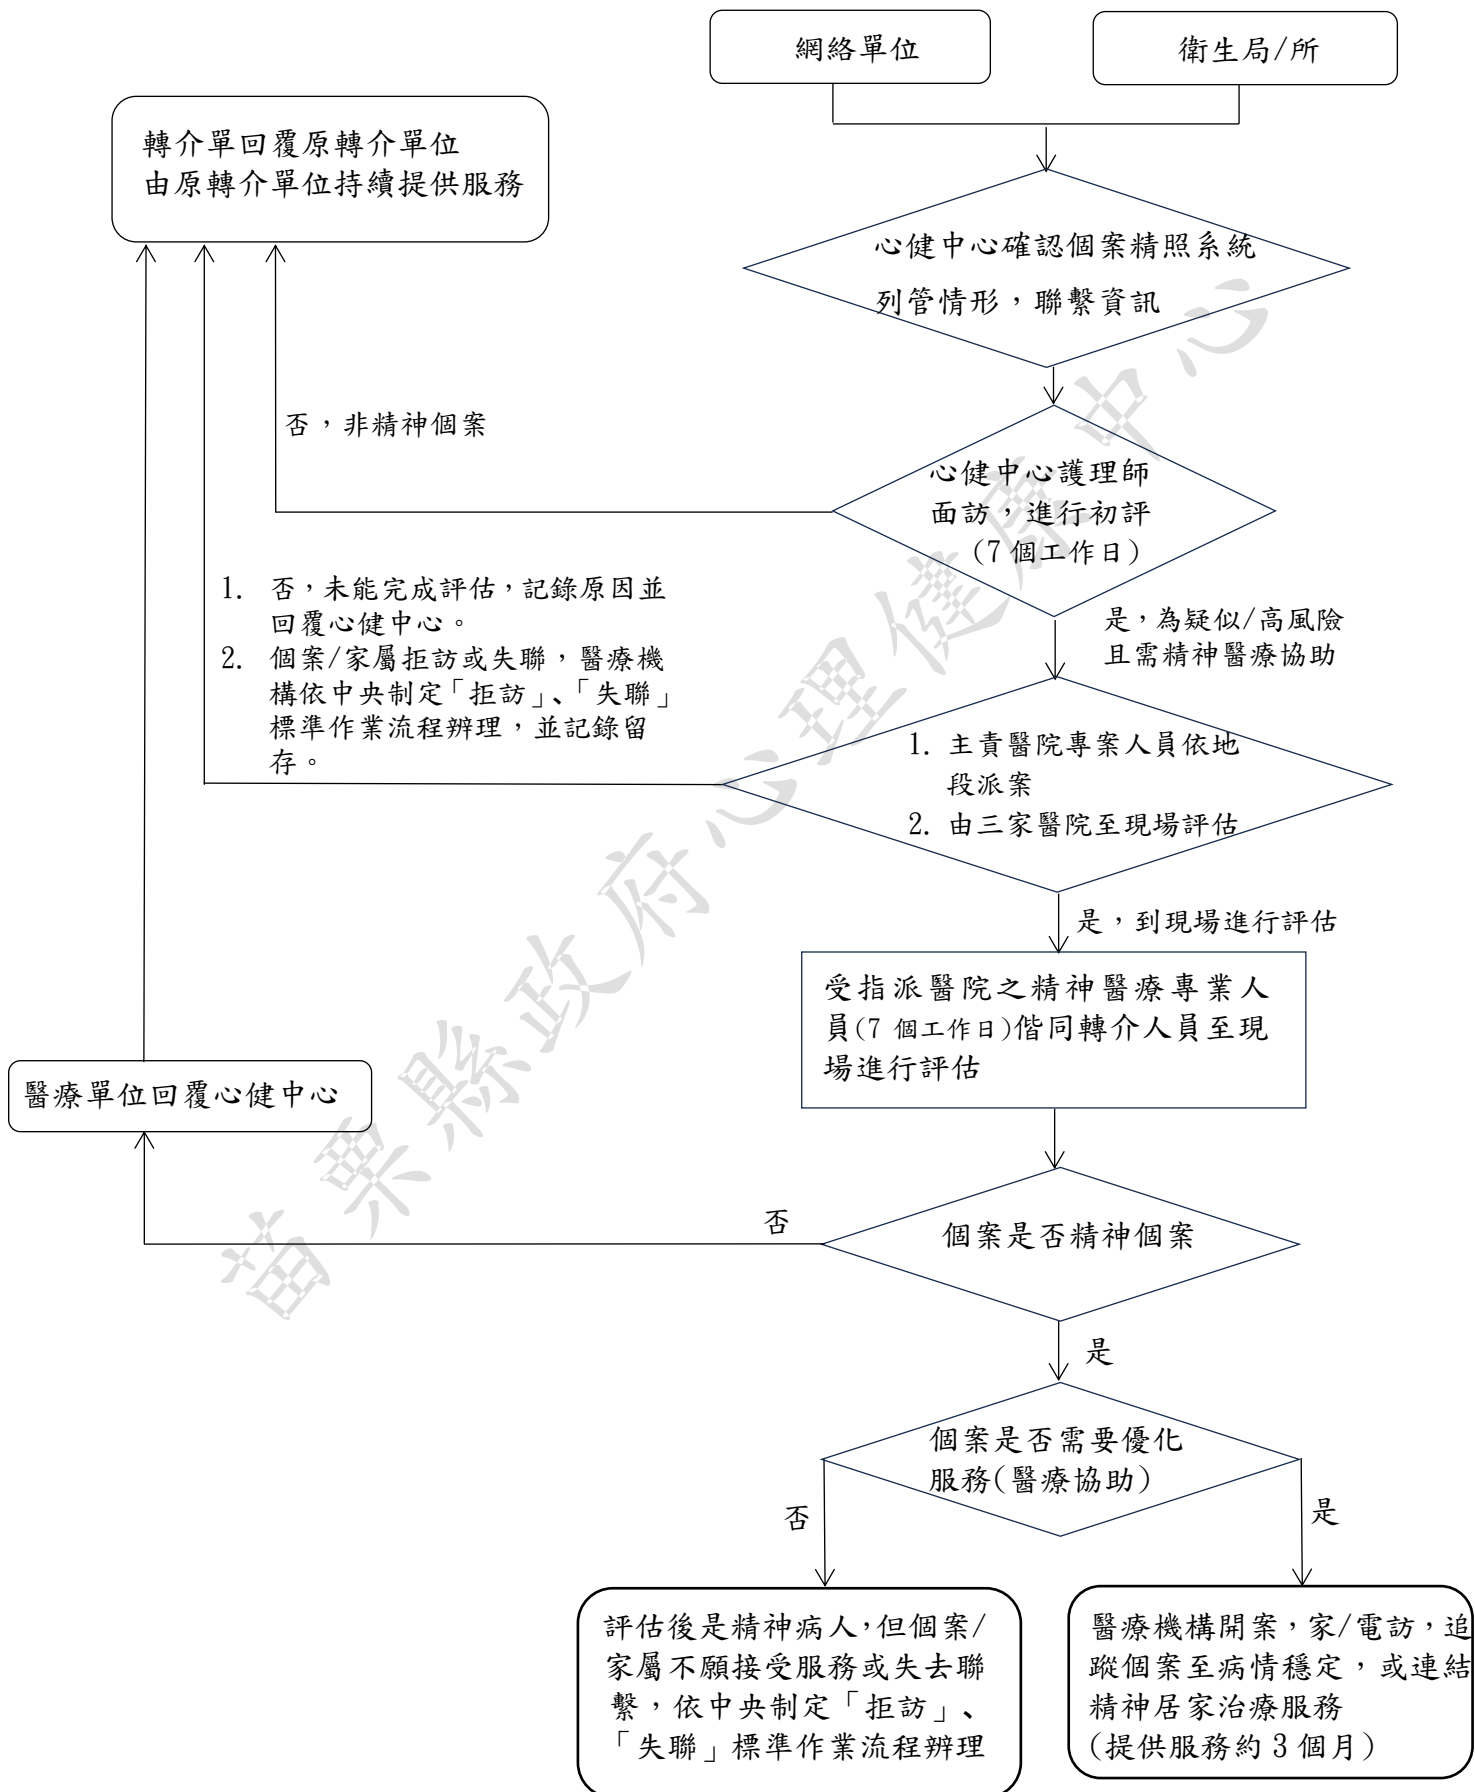 網絡單位
衛生局/所
轉介單回覆原轉介單位
由原轉介單位持續提供服務
心健中心確認個案精照系統
列管情形，聯繫資訊
否，非精神個案
心健中心護理師
面訪，進行初評
(7個工作日)
1. 否，未能完成評估，記錄原因並
回覆心健中心。
2. 個案/家屬拒訪或失聯，醫療機
構依中央制定「拒訪」、「失聯」
標準作業流程辨理，並記錄留
存。
是，為疑似/高風險
且需精神醫療協助
1. 主責醫院專案人員依地
段派案
2. 由三家醫院至現場評估
是，到現場進行評估
受指派醫院之精神醫療專業人
員(7 個工作日)偕同轉介人員至現
場進行評估
醫療單位回覆心健中心
否
個案是否精神個案
是
個案是否需要優化
服務(醫療協助)
否
是
評估後是精神病人，但個案/
家屬不願接受服務或失去聯
繫，依中央制定「拒訪」、
「失聯」標準作業流程辨理
醫療機構開案，家/電訪，追
蹤個案至病情穩定，或連結
精神居家治療服務
(提供服務約 3 個月)
苗栗縣政府心理健康中心